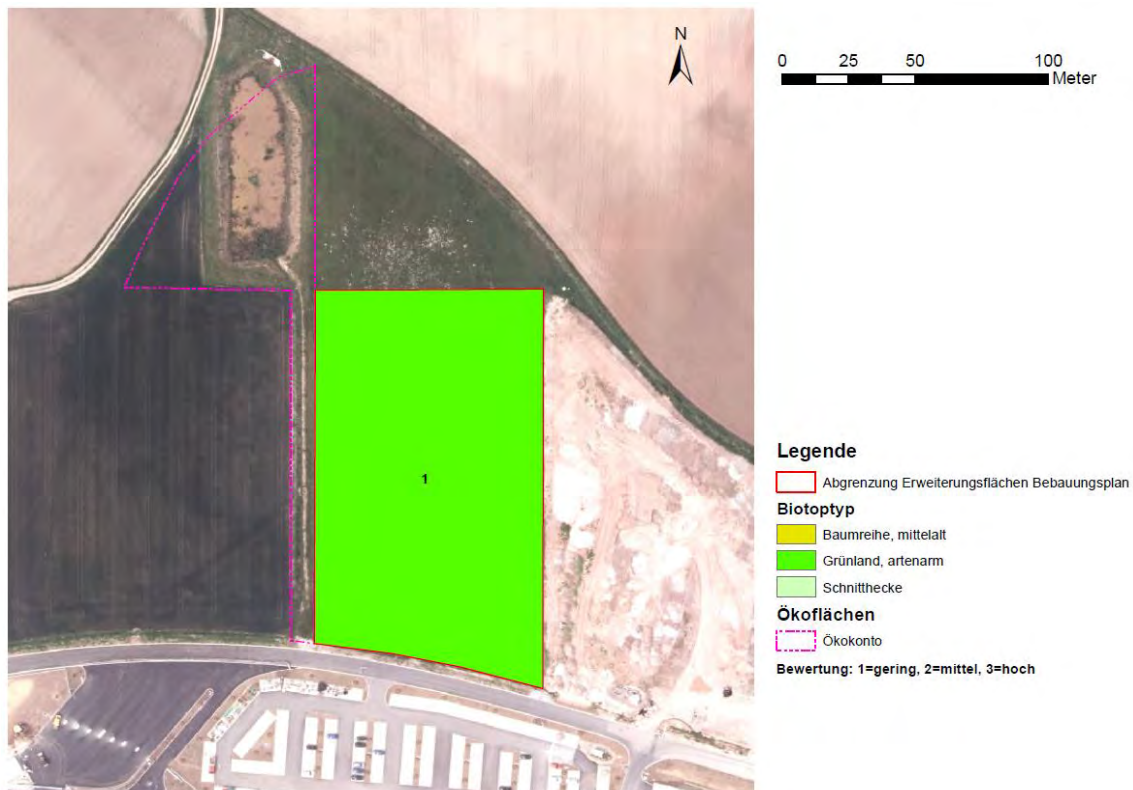 N
0 25 50 100
Meter
1
Legende
Abgrenzung Erweiterungsflächen Bebauungsplan
Biotoptyp
Baumreihe, mittelalt
Grünland, artenarm
Schnitthecke
Ökoflächen
Ökokonto
Bewertung: 1=gering, 2=mittel, 3=hoch